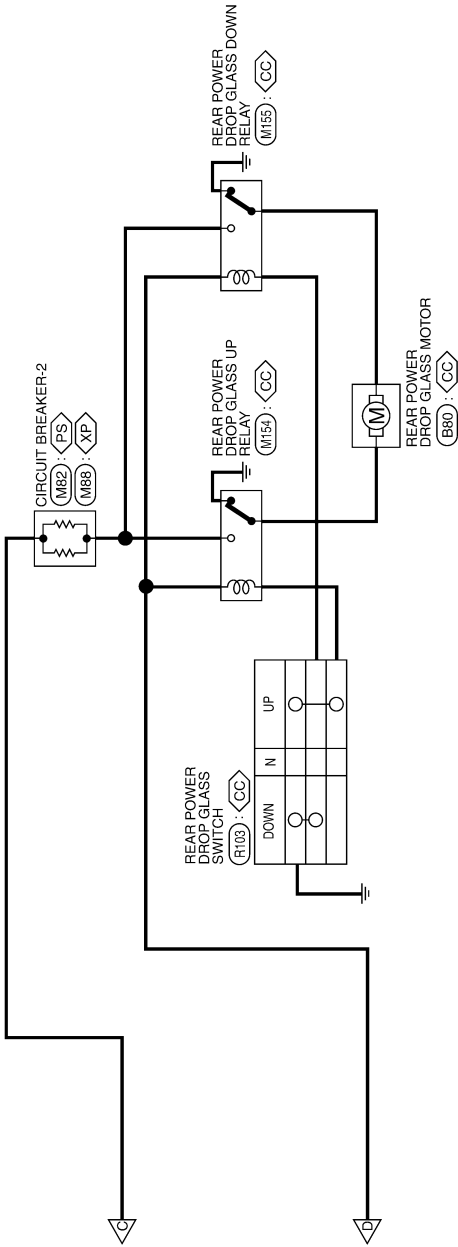 REAR POWER
DROP GLASS DOWN
RELAY
M155 : CC
CIRCUIT BREAKER-2
M82 : PS
M88 : XP
REAR POWER
DROP GLASS UP
RELAY
M154 : CC
M
REAR POWER
DROP GLASS MOTOR
B80 : CC
REAR POWER
DROP GLASS
SWITCH
R103 : CC
DOWN
N
UP
C
D